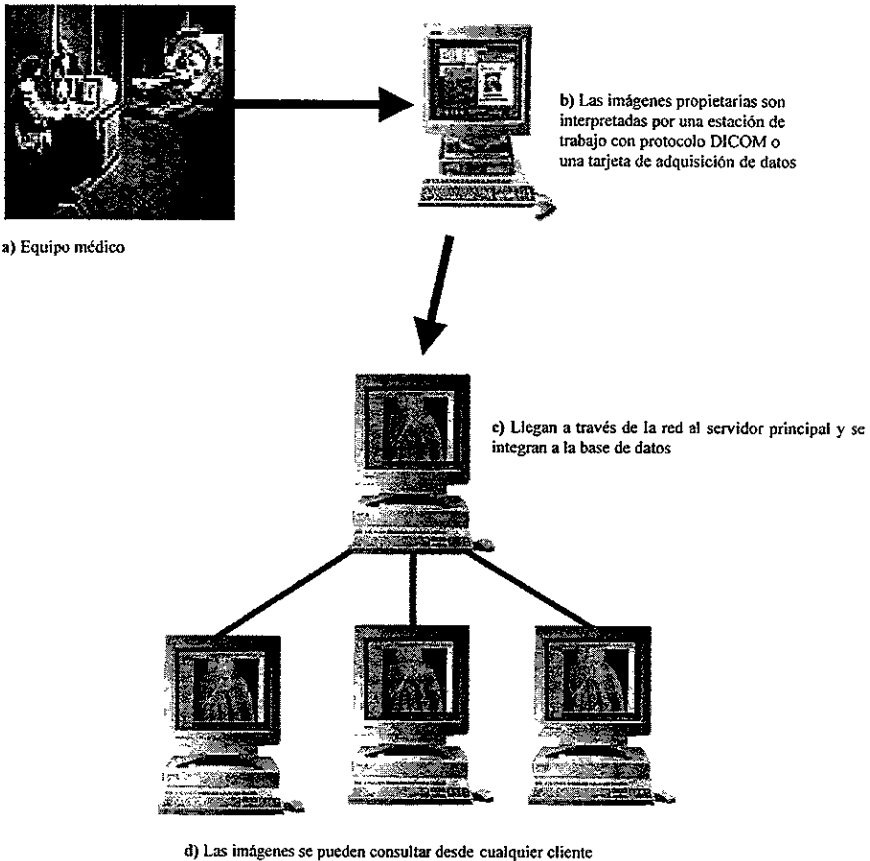 b) Las imágenes propietarias son
interpretadas por una estación de
trabajo con protocolo DICOM o
una tarjeta de adquisición de datos
a) Equipo médico
c) Llegan a través de la red al servidor principal y se
integran a la base de datos
d) Las imágenes se pueden consultar desde cualquier cliente